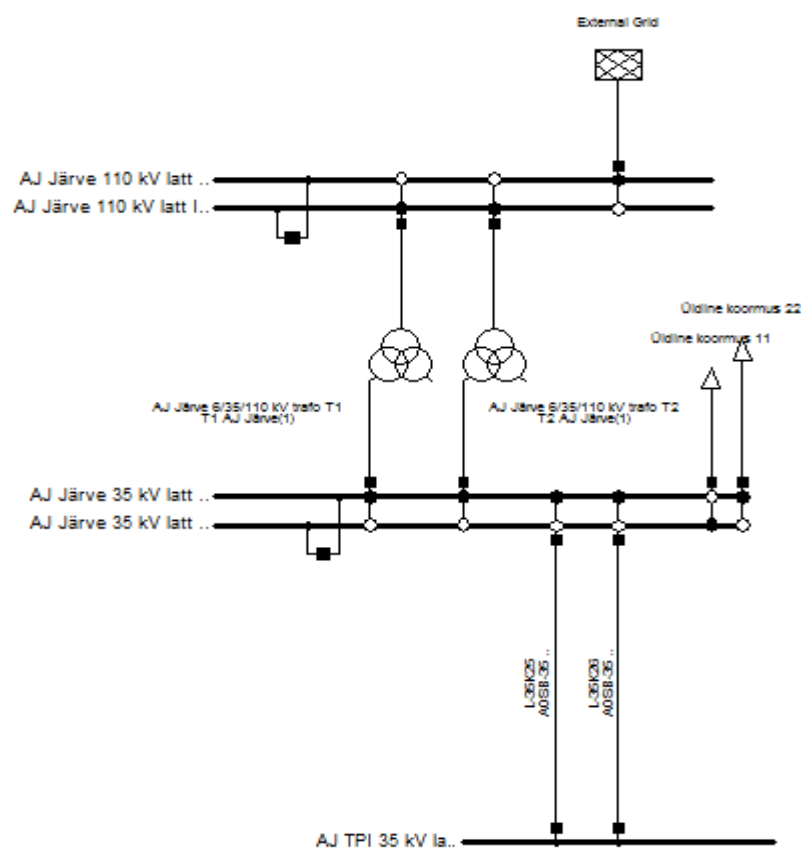 External Grid
AJ Järve 110 kV latt ..
AJ Järve 110 kV latt I..
Üldine koormus 22
Üldine koormus 11
AJ Järve 6/35/110 kV trafo T1
T1 AJ Järve(1)
AJ Järve 6/35/110 kV trafo T2
T2 AJ Järve(1)
AJ Järve 35 kV latt ..
AJ Järve 35 kV latt ..
L-35K25
AOSB-35 ..
L-35K26
AOSB-35 ..
AJ TPI 35 kV la..